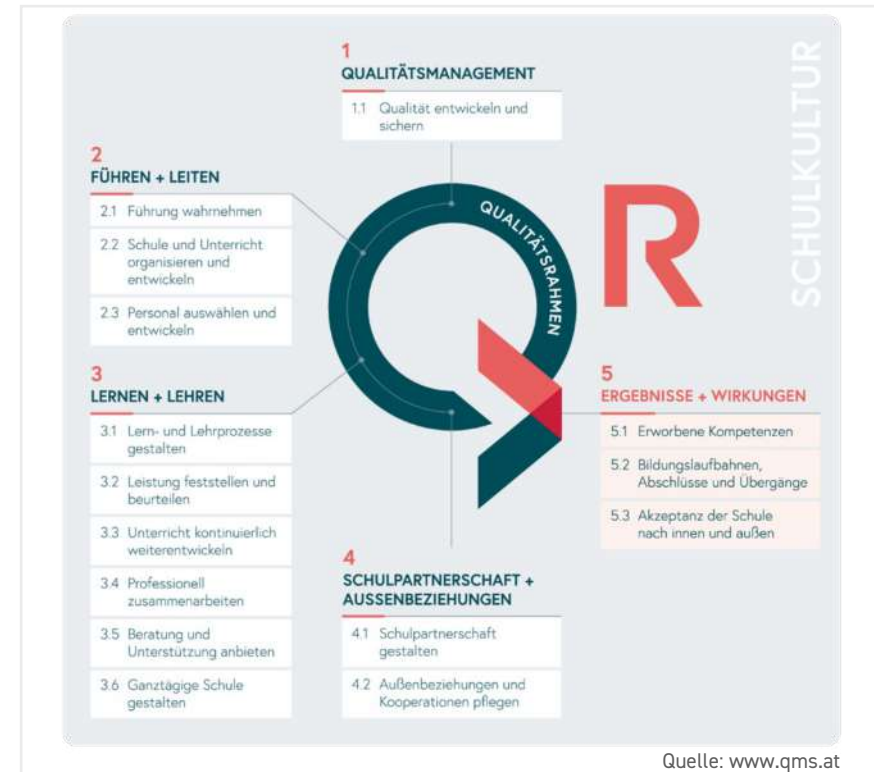 SCHULKULTUR
1
QUALITÄTSMANAGEMENT
1.1 Qualität entwickeln und
sichern
2
FÜHREN + LEITEN
2.1 Führung wahrnehmen
2.2 Schule und Unterricht
organisieren und
entwickeln
2.3 Personal auswählen und
entwickeln
QUALITÄTSRAHMEN
R
3
LERNEN + LEHREN
3.1 Lern- und Lehrprozesse
gestalten
3.2 Leistung feststellen und
beurteilen
3.3 Unterricht kontinuierlich
weiterentwickeln
3.4 Professionell
zusammenarbeiten
3.5 Beratung und
Unterstützung anbieten
3.6 Ganztägige Schule
gestalten
4
SCHULPARTNERSCHAFT +
AUSSENBEZIEHUNGEN
4.1 Schulpartnerschaft
gestalten
4.2 Außenbeziehungen und
Kooperationen pflegen
5
ERGEBNISSE + WIRKUNGEN
5.1 Erworbene Kompetenzen
5.2 Bildungslaufbahnen,
Abschlüsse und Übergänge
5.3 Akzeptanz der Schule
nach innen und außen
Quelle: www.qms.at